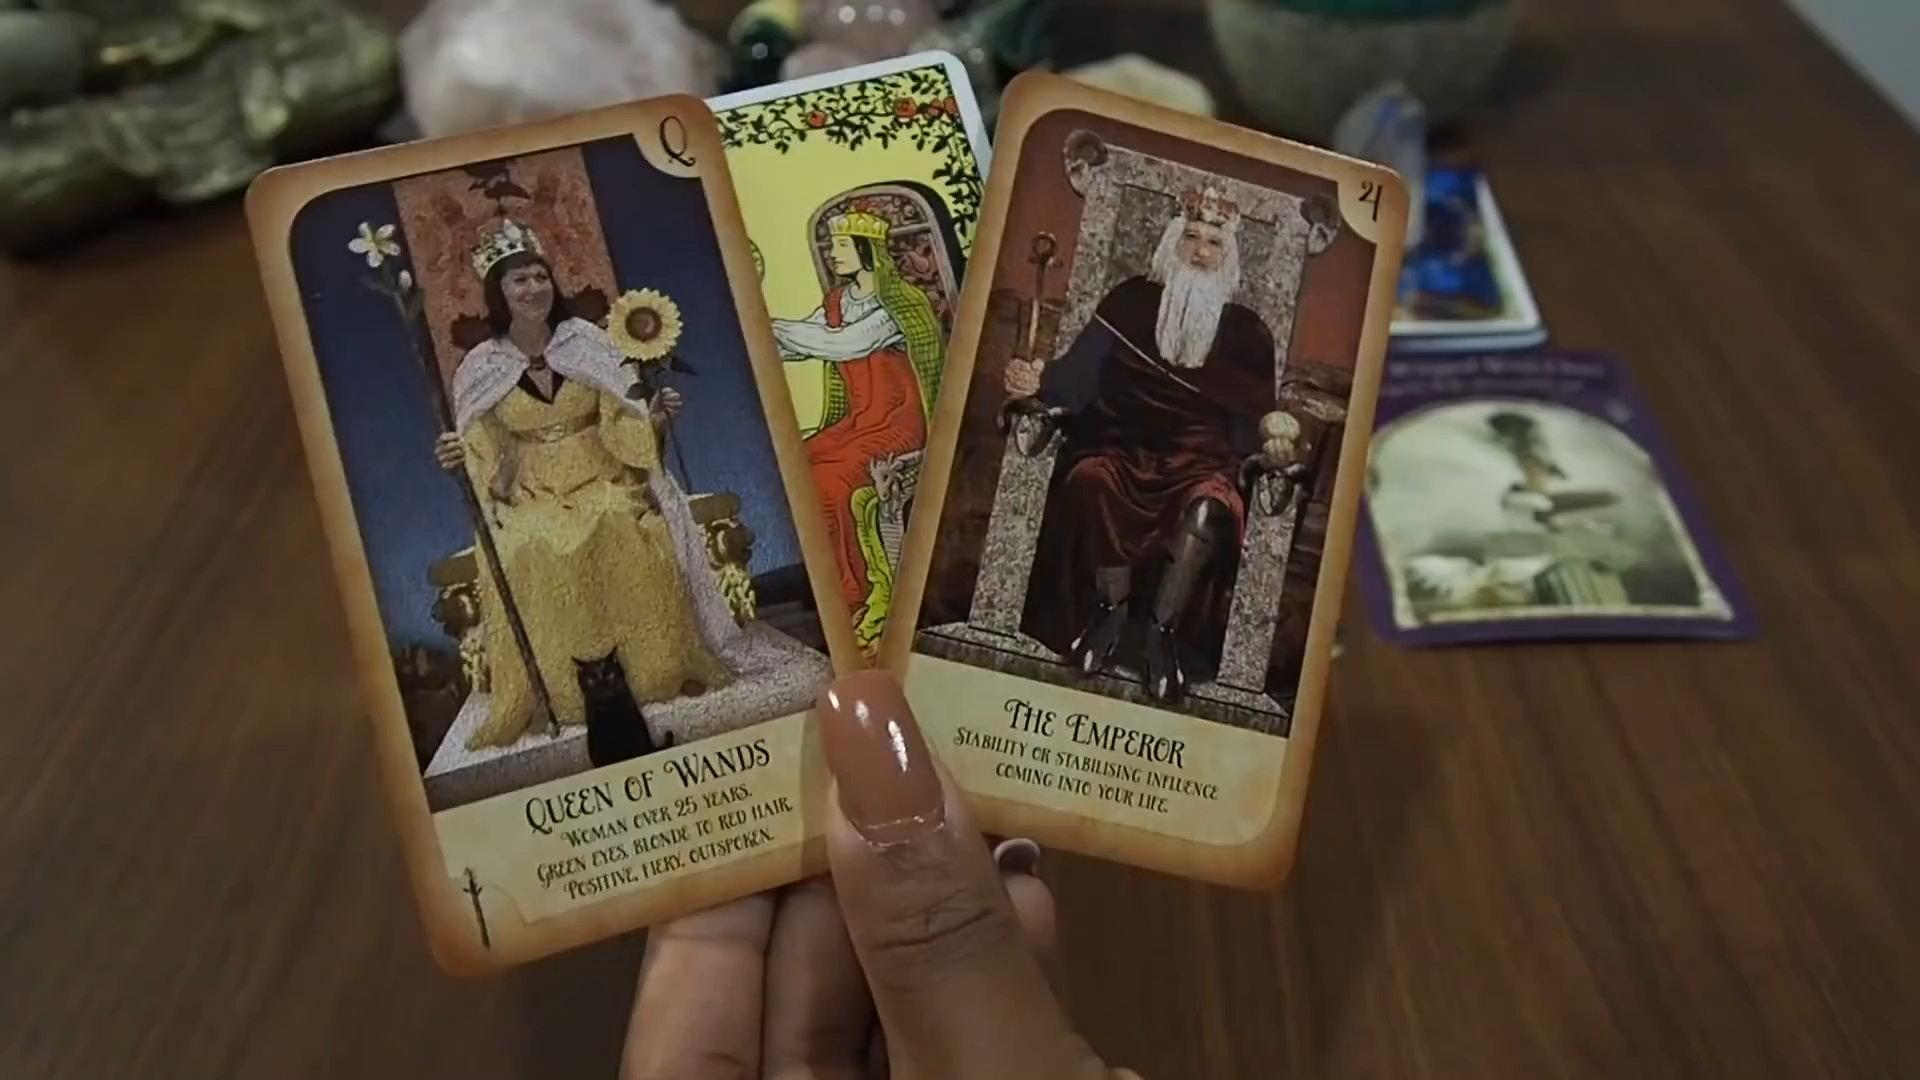 Q
QUEEN OF WANDS
WOMAN OVER 25 YEARS.
GREEN EYES, BLONDE TO RED HAIR.
POSITIVE, FIERY, OUTSPOKEN.
4
THE EMPEROR
STABILITY OR STABILISING INFLUENCE
COMING INTO YOUR LIFE.